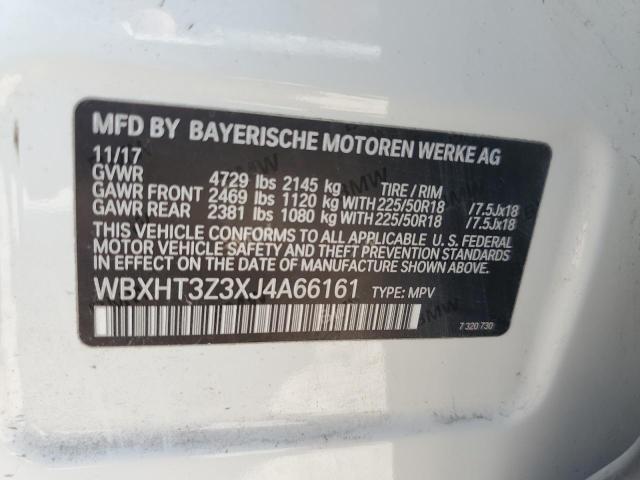 MFD BY BAYERISCHE MOTOREN WERKE AG
11/17
GVWR 4729 lbs 2145 kg TIRE / RIM
GAWR FRONT 2469 lbs 1120 kg WITH 225/50R18 /7.5Jx18
GAWR REAR 2381 lbs 1080 kg WITH 225/50R18 /7.5Jx18
THIS VEHICLE CONFORMS TO ALL APPLICABLE U. S. FEDERAL
MOTOR VEHICLE SAFETY AND THEFT PREVENTION STANDARDS
IN EFFECT ON THE DATE OF MANUFACTURE SHOWN ABOVE.
WBXHT3Z3XJ4A66161 TYPE: MPV
7 320 730